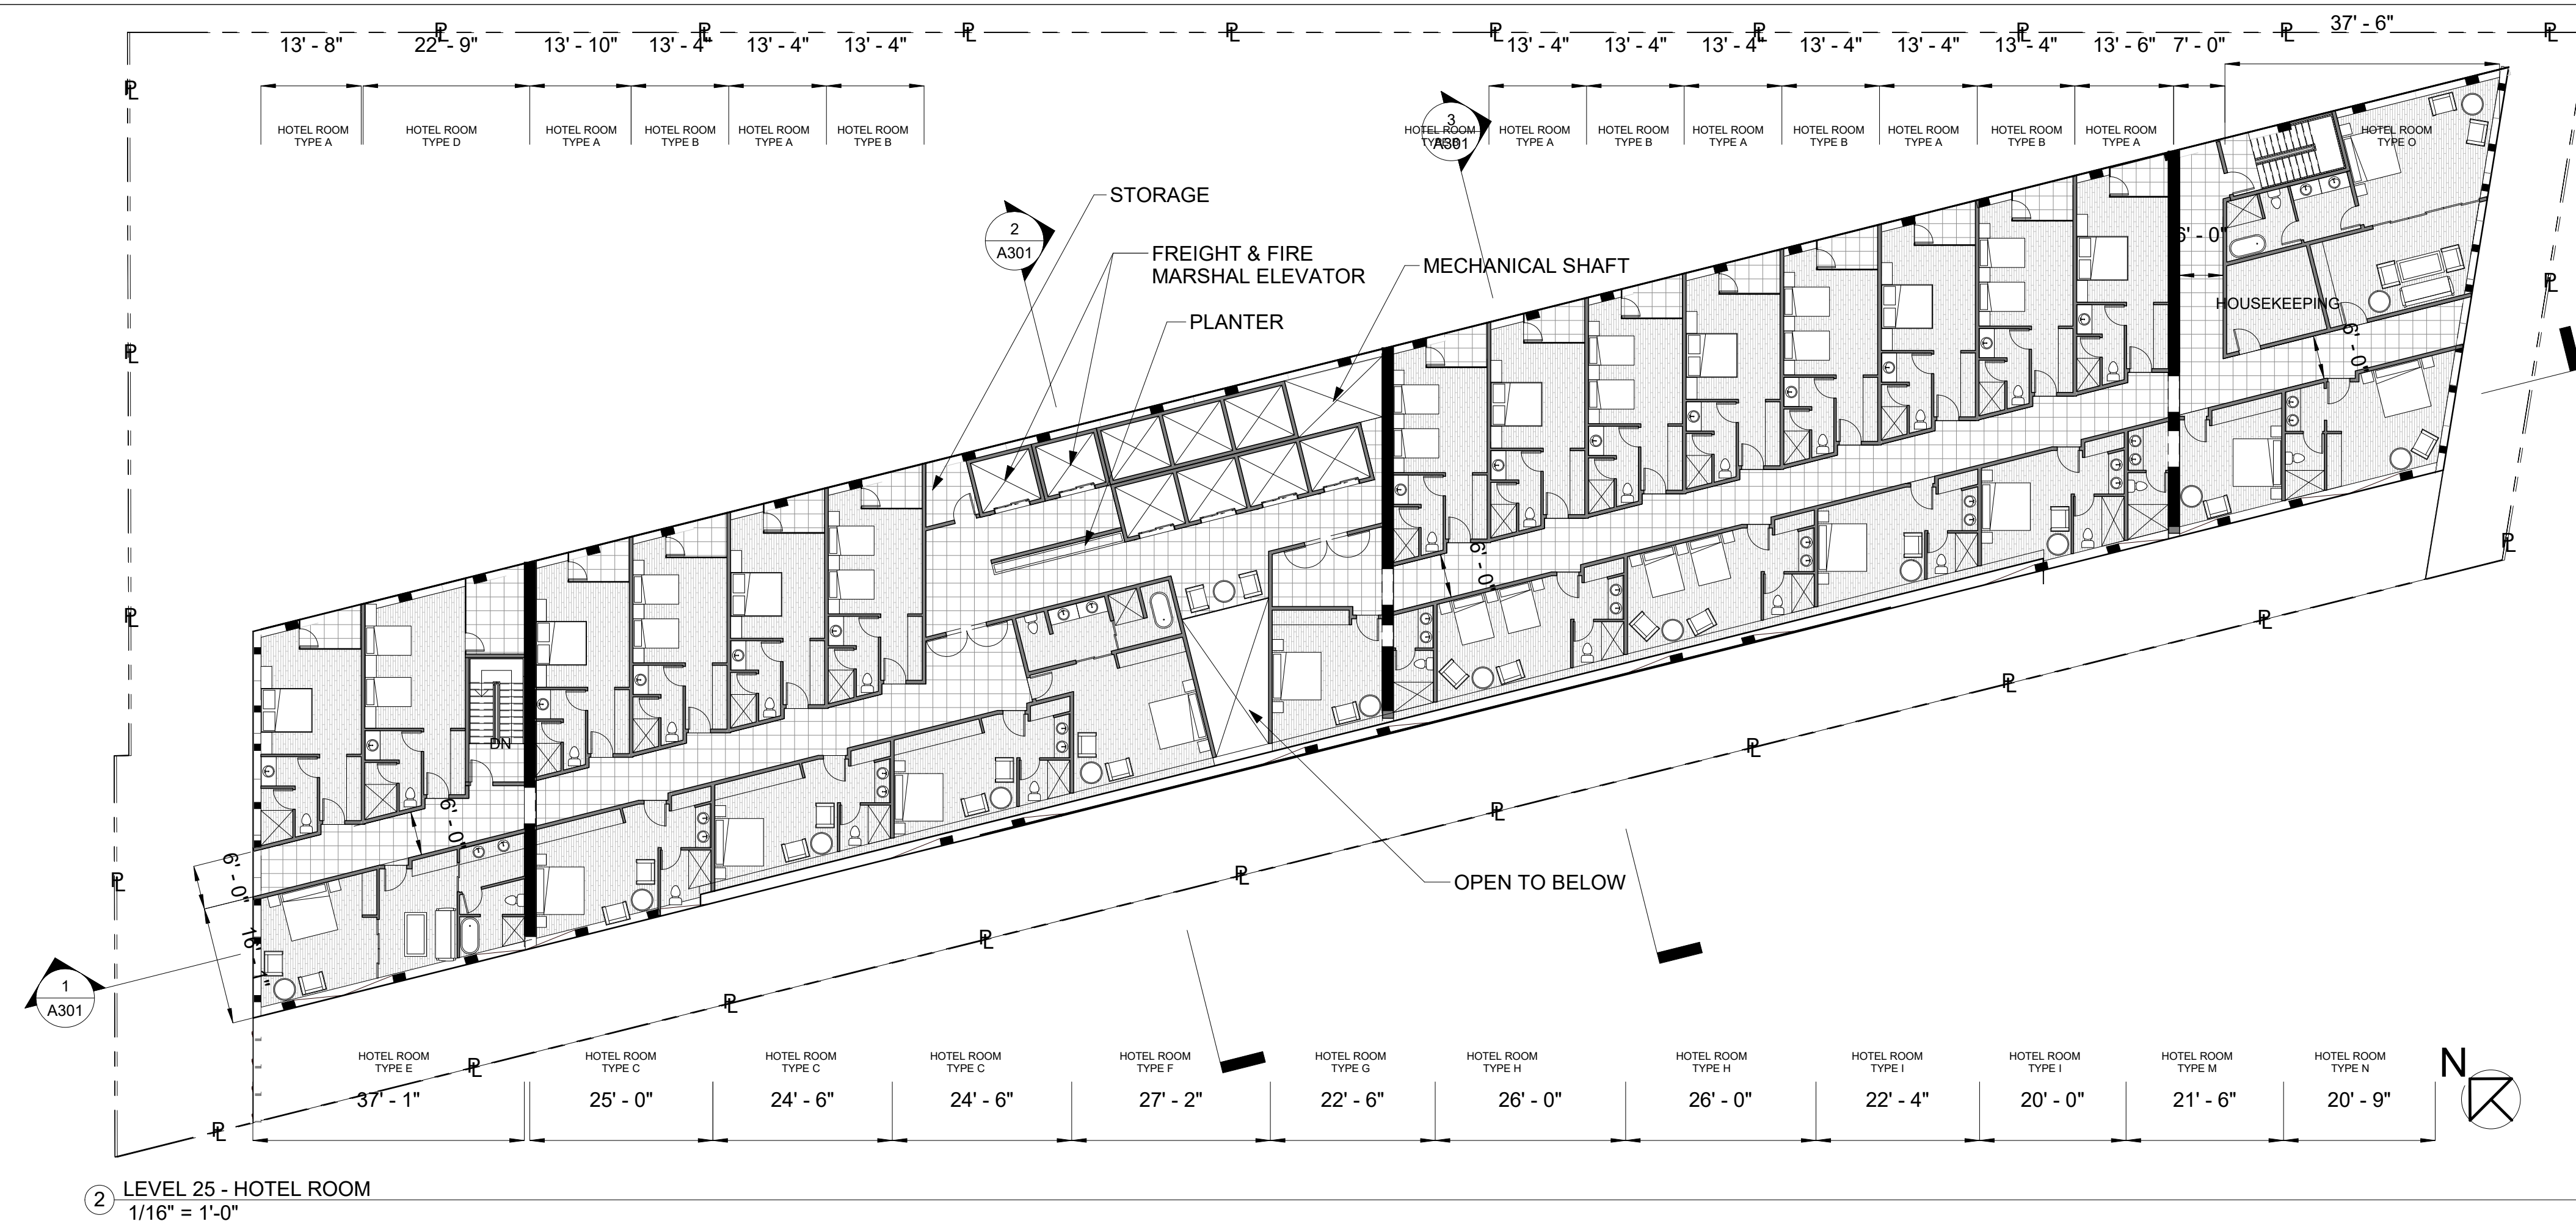 13' - 8" 22' - 9" 13' - 10" 13' - 4" 13' - 4" 13' - 4" 13' - 4" 13' - 4" 13' - 4" 13' - 4" 13' - 4" 13' - 4" 13' - 6" 7' - 0" 37' - 6"
HOTEL ROOM
TYPE A
HOTEL ROOM
TYPE D
HOTEL ROOM
TYPE A
HOTEL ROOM
TYPE B
HOTEL ROOM
TYPE A
HOTEL ROOM
TYPE B
HOTEL ROOM
TYPE
3
A301
HOTEL ROOM
TYPE A
HOTEL ROOM
TYPE B
HOTEL ROOM
TYPE A
HOTEL ROOM
TYPE B
HOTEL ROOM
TYPE A
HOTEL ROOM
TYPE B
HOTEL ROOM
TYPE A
HOTEL ROOM
TYPE O
STORAGE
2
A301
FREIGHT & FIRE
MARSHAL ELEVATOR
MECHANICAL SHAFT
PLANTER
6' - 0"
HOUSEKEEPING
6' - 0"
6' - 0"
DN
6' - 0"
6' - 0"
16' - 1"
OPEN TO BELOW
1
A301
HOTEL ROOM
TYPE E
HOTEL ROOM
TYPE C
HOTEL ROOM
TYPE C
HOTEL ROOM
TYPE C
HOTEL ROOM
TYPE F
HOTEL ROOM
TYPE G
HOTEL ROOM
TYPE H
HOTEL ROOM
TYPE H
HOTEL ROOM
TYPE I
HOTEL ROOM
TYPE I
HOTEL ROOM
TYPE M
HOTEL ROOM
TYPE N
N
37' - 1" 25' - 0" 24' - 6" 24' - 6" 27' - 2" 22' - 6" 26' - 0" 26' - 0" 22' - 4" 20' - 0" 21' - 6" 20' - 9"
2 LEVEL 25 - HOTEL ROOM
1/16" = 1'-0"